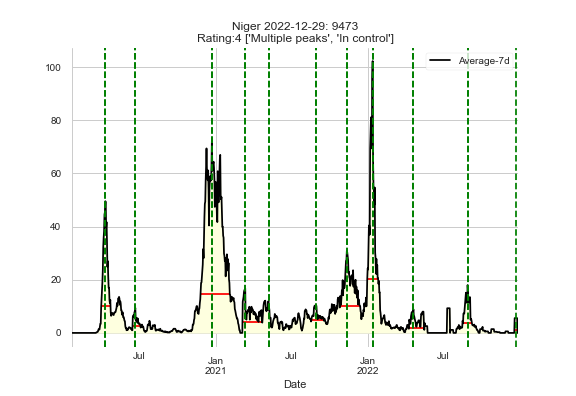 Niger 2022-12-29: 9473
Rating:4 ['Multiple peaks', 'In control']
Average-7d
100
80
60
40
20
0
Jul
Jan
2021
Jul
Jan
2022
Jul
Date